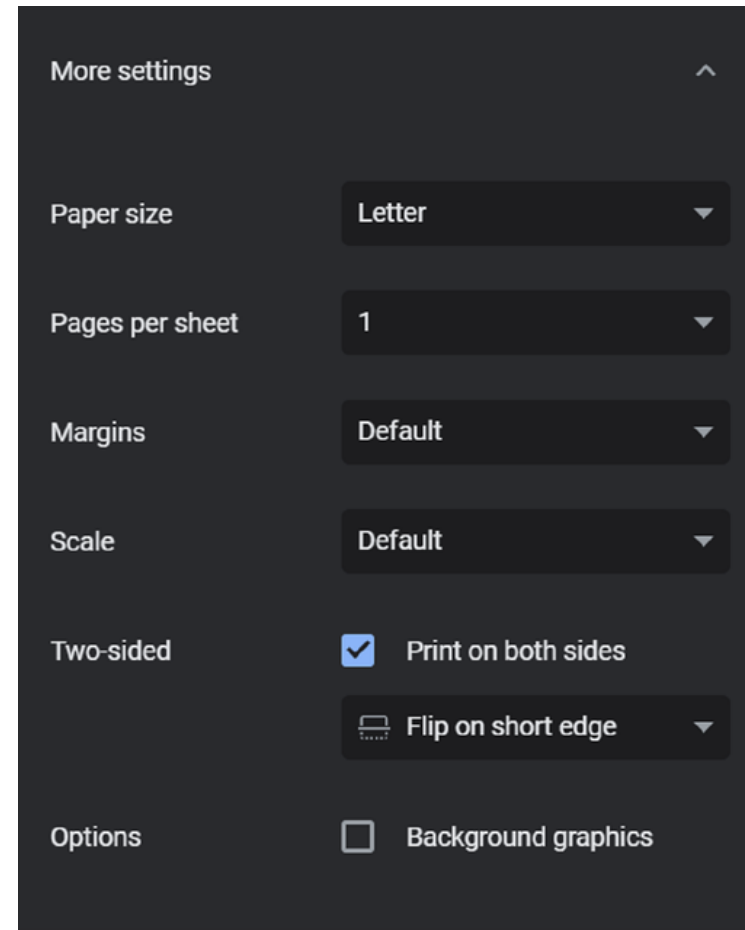 More settings
Paper size Letter
Pages per sheet 1
Margins Default
Scale Default
Two-sided Print on both sides
Flip on short edge
Options Background graphics